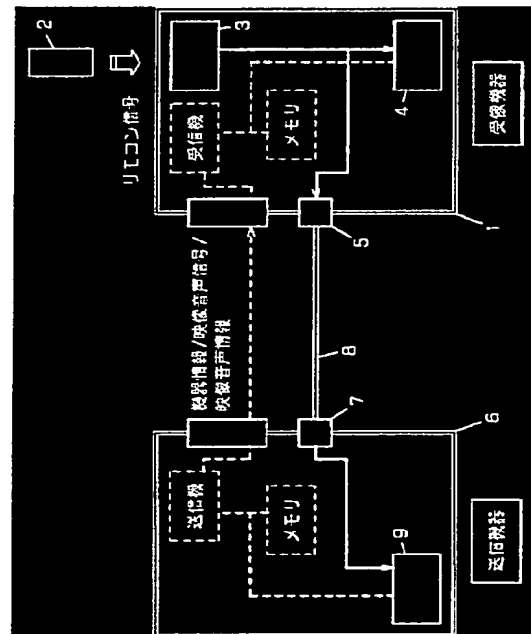 2
リモコン信号
3
受信機
メモリ
4
受像機器
1
5
機器情報/映像音声信号/
映像音声情報
8
7
6
送信機
メモリ
9
送信機器